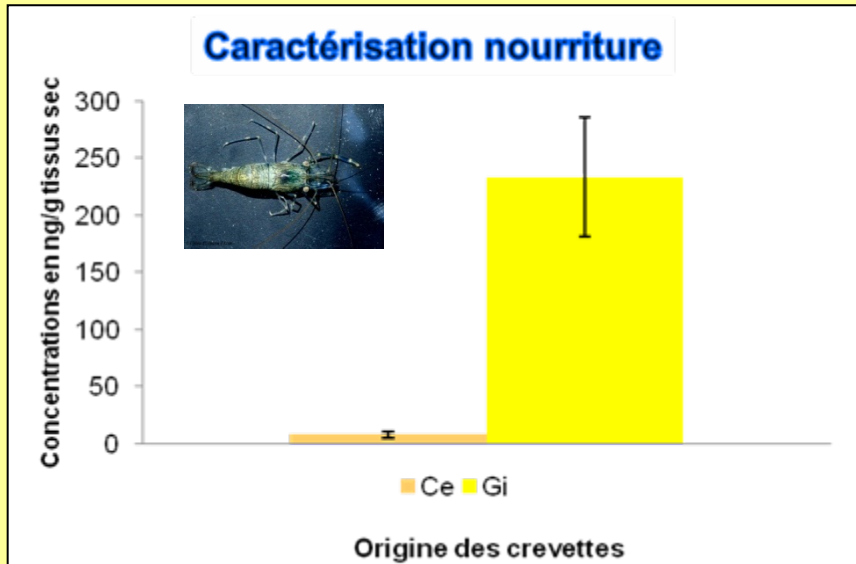 Caractérisation nourriture
Concentrations en ng/g tissus sec
300
250
200
150
100
50
0
Ce Gi
Origine des crevettes